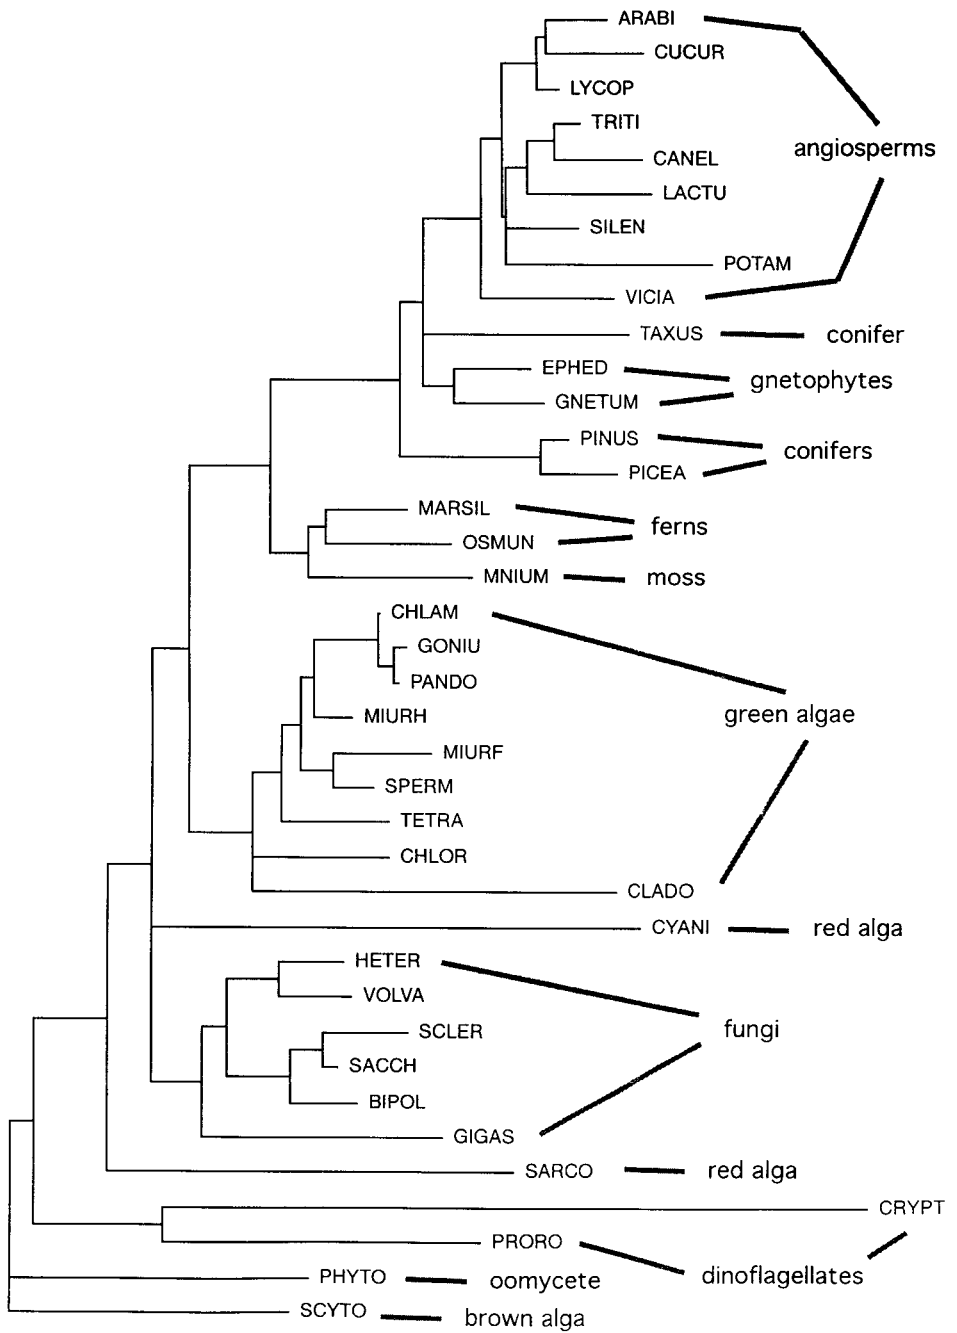 ARABI
CUCUR
LYCOP
TRITI
angiosperms
CANEL
LACTU
SILEN
POTAM
VICIA
TAXUS conifer
EPHED
gnetophytes
GNETUM
PINUS
conifers
PICEA
MARSIL
ferns
OSMUN
MNIUM moss
CHLAM
GONIU
PANDO
MIURH green algae
MIURF
SPERM
TETRA
CHLOR
CLADO
CYANI red alga
HETER
VOLVA
SCLER fungi
SACCH
BIPOL
GIGAS
SARCO red alga
CRYPT
PRORO
PHYTO oomycete dinoflagellates
SCYTO brown alga